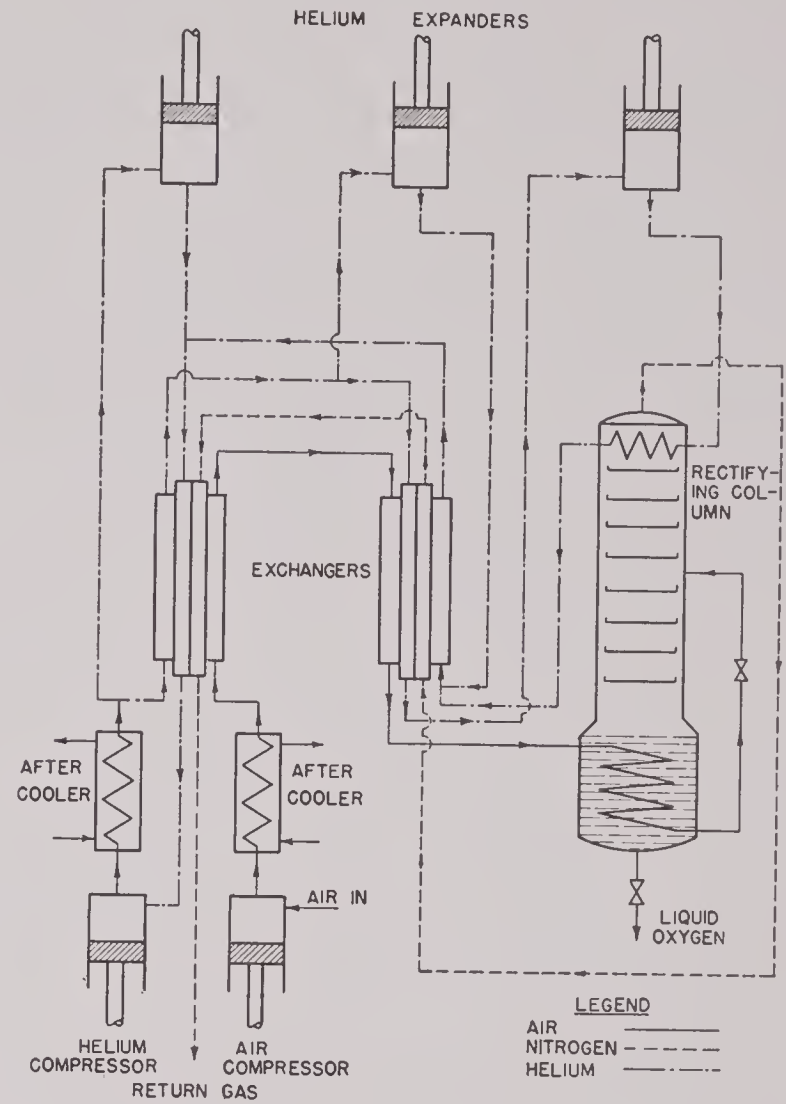 HELIUM EXPANDERS
RECTIFY-
ING COL-
UMN
EXCHANGERS
AFTER
COOLER
AFTER
COOLER
AIR IN
LIQUID
OXYGEN
HELIUM
COMPRESSOR
AIR
COMPRESSOR
RETURN GAS
LEGEND
AIR
NITROGEN
HELIUM